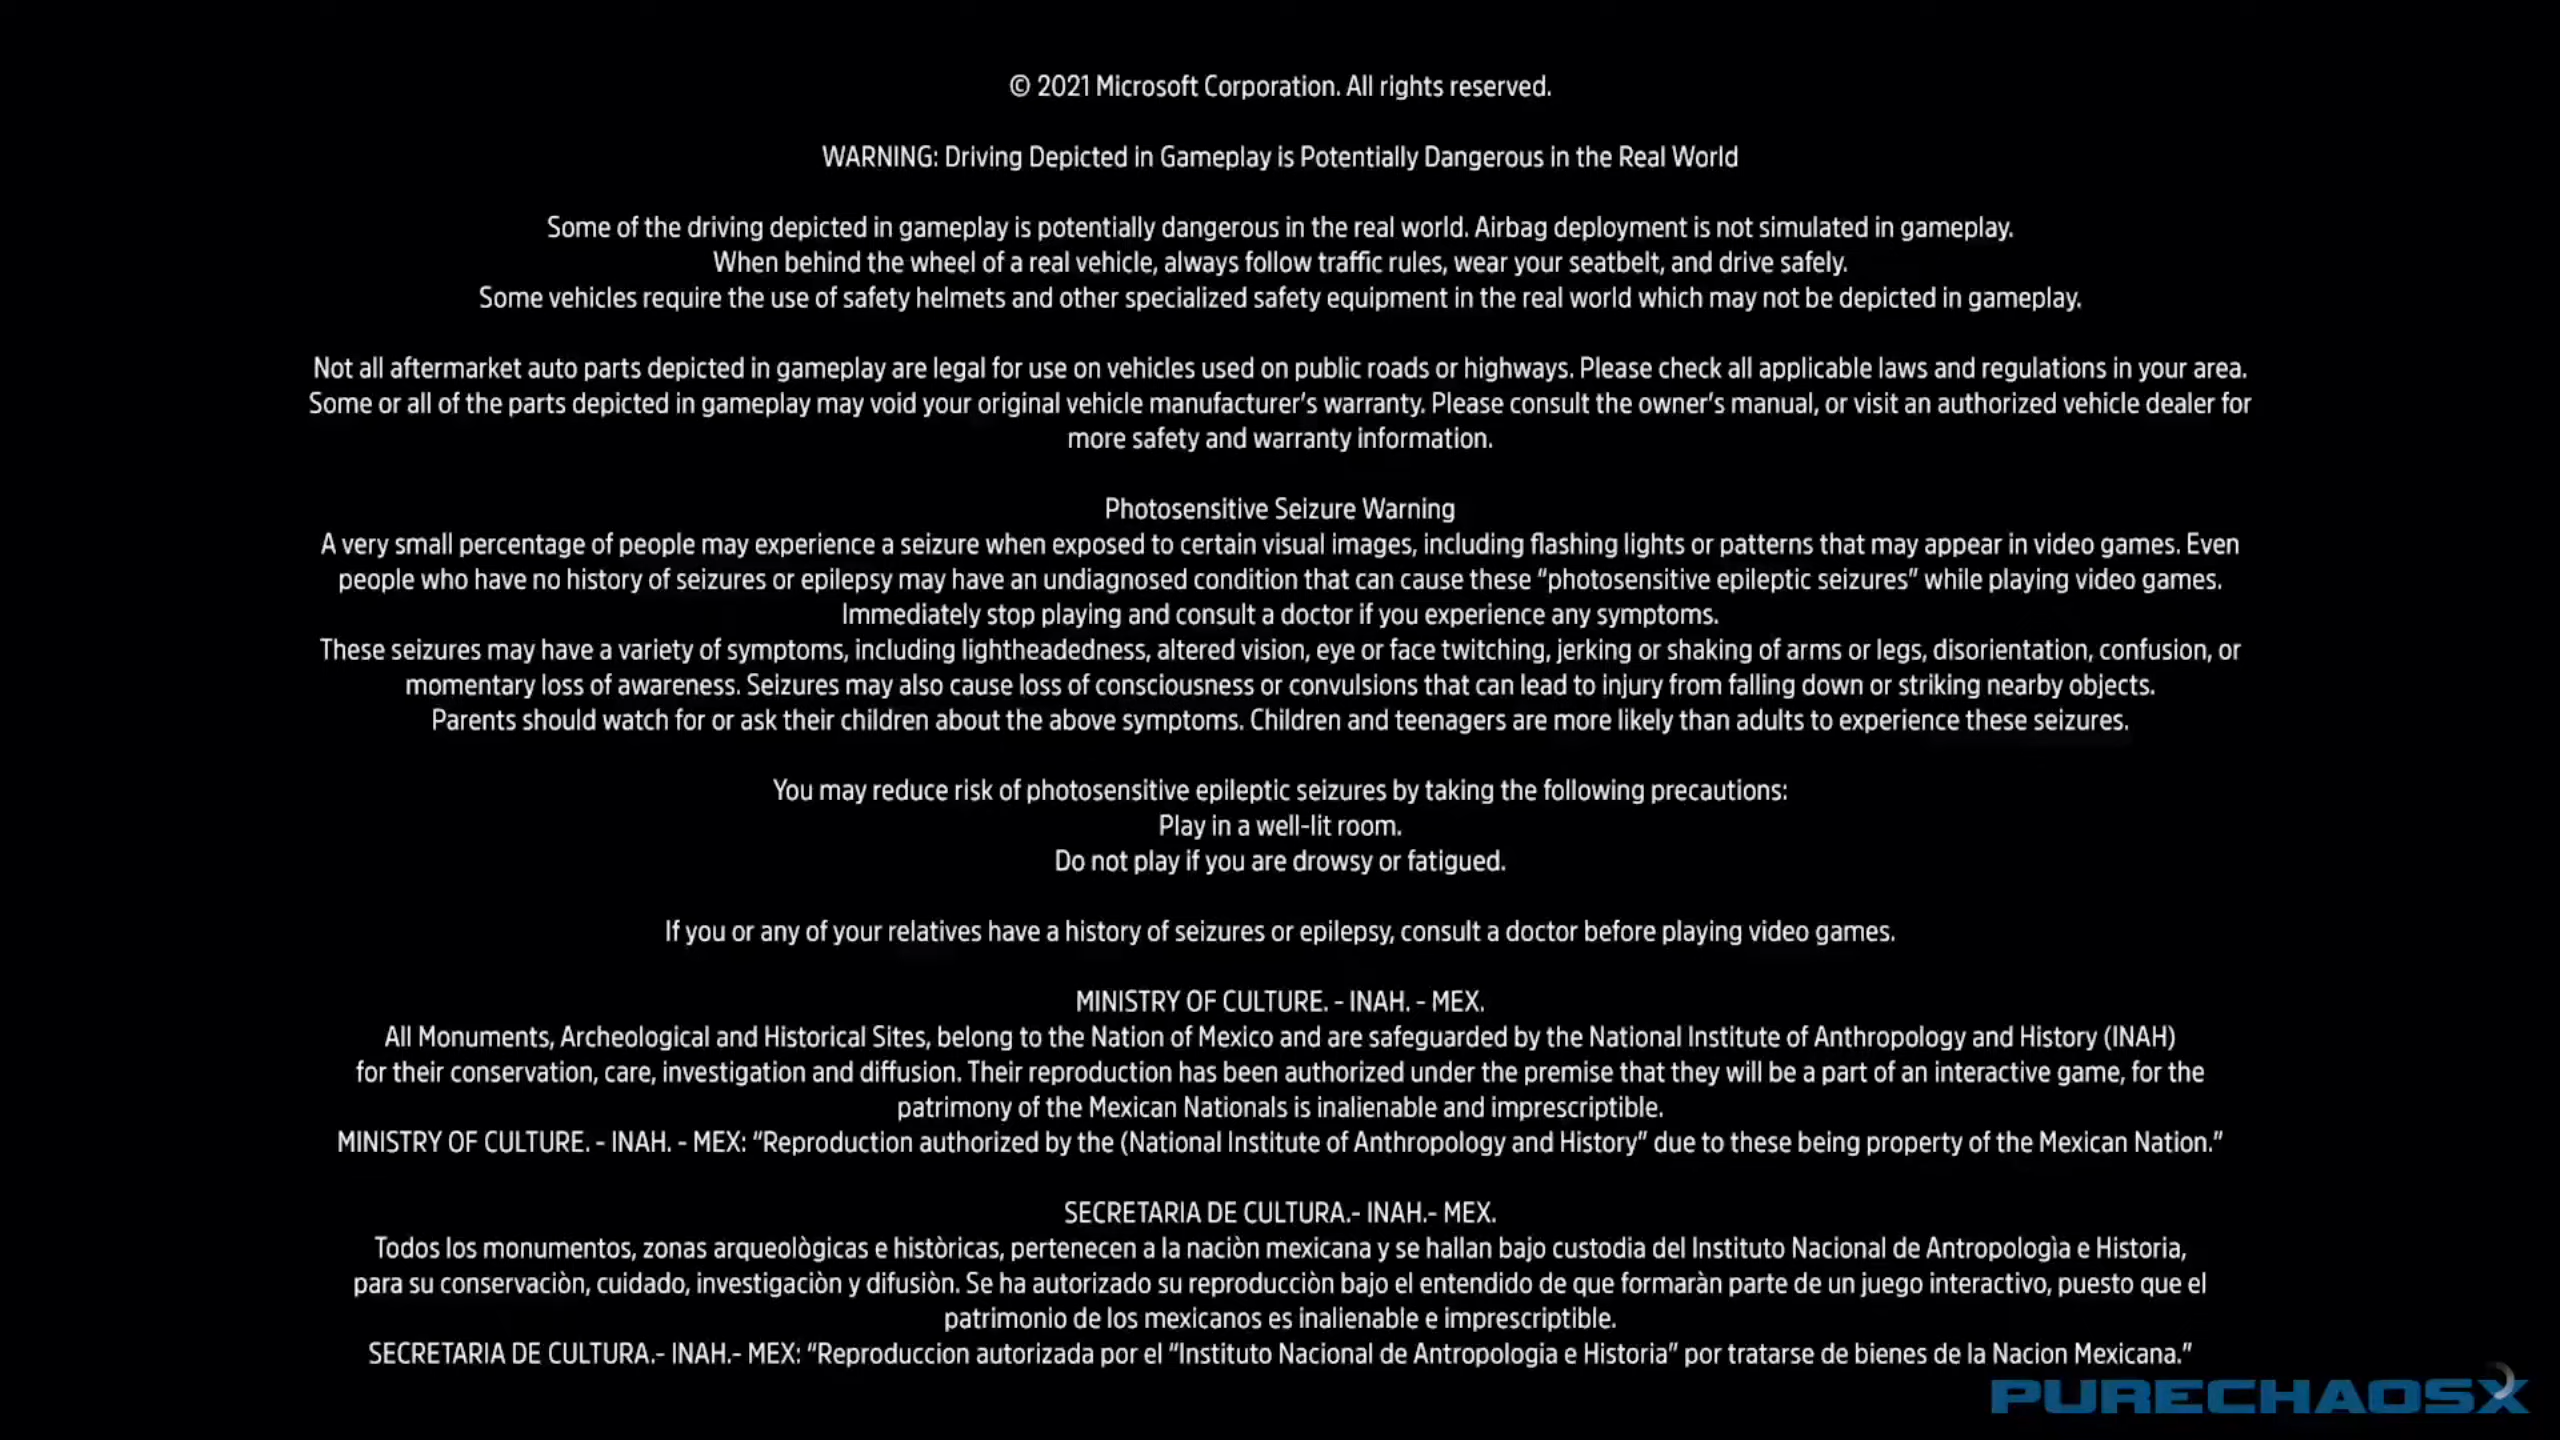 © 2021 Microsoft Corporation. All rights reserved.
WARNING: Driving Depicted in Gameplay is Potentially Dangerous in the Real World
Some of the driving depicted in gameplay is potentially dangerous in the real world. Airbag deployment is not simulated in gameplay.
When behind the wheel of a real vehicle, always follow traffic rules, wear your seatbelt, and drive safely.
Some vehicles require the use of safety helmets and other specialized safety equipment in the real world which may not be depicted in gameplay.
Not all aftermarket auto parts depicted in gameplay are legal for use on vehicles used on public roads or highways. Please check all applicable laws and regulations in your area.
Some or all of the parts depicted in gameplay may void your original vehicle manufacturer’s warranty. Please consult the owner’s manual, or visit an authorized vehicle dealer for
more safety and warranty information.
Photosensitive Seizure Warning
A very small percentage of people may experience a seizure when exposed to certain visual images, including flashing lights or patterns that may appear in video games. Even
people who have no history of seizures or epilepsy may have an undiagnosed condition that can cause these “photosensitive epileptic seizures” while playing video games.
Immediately stop playing and consult a doctor if you experience any symptoms.
These seizures may have a variety of symptoms, including lightheadedness, altered vision, eye or face twitching, jerking or shaking of arms or legs, disorientation, confusion, or
momentary loss of awareness. Seizures may also cause loss of consciousness or convulsions that can lead to injury from falling down or striking nearby objects.
Parents should watch for or ask their children about the above symptoms. Children and teenagers are more likely than adults to experience these seizures.
You may reduce risk of photosensitive epileptic seizures by taking the following precautions:
Play in a well-lit room.
Do not play if you are drowsy or fatigued.
If you or any of your relatives have a history of seizures or epilepsy, consult a doctor before playing video games.
MINISTRY OF CULTURE. - INAH. - MEX.
All Monuments, Archeological and Historical Sites, belong to the Nation of Mexico and are safeguarded by the National Institute of Anthropology and History (INAH)
for their conservation, care, investigation and diffusion. Their reproduction has been authorized under the premise that they will be a part of an interactive game, for the
patrimony of the Mexican Nationals is inalienable and imprescriptible.
MINISTRY OF CULTURE. - INAH. - MEX: “Reproduction authorized by the (National Institute of Anthropology and History” due to these being property of the Mexican Nation.”
SECRETARIA DE CULTURA.- INAH.- MEX.
Todos los monumentos, zonas arqueològicas e històricas, pertenecen a la naciòn mexicana y se hallan bajo custodia del Instituto Nacional de Antropologìa e Historia,
para su conservaciòn, cuidado, investigaciòn y difusiòn. Se ha autorizado su reproducciòn bajo el entendido de que formaràn parte de un juego interactivo, puesto que el
patrimonio de los mexicanos es inalienable e imprescriptible.
SECRETARIA DE CULTURA.- INAH.- MEX: “Reproduccion autorizada por el “Instituto Nacional de Antropologia e Historia” por tratarse de bienes de la Nacion Mexicana.”
PURECHAOSX